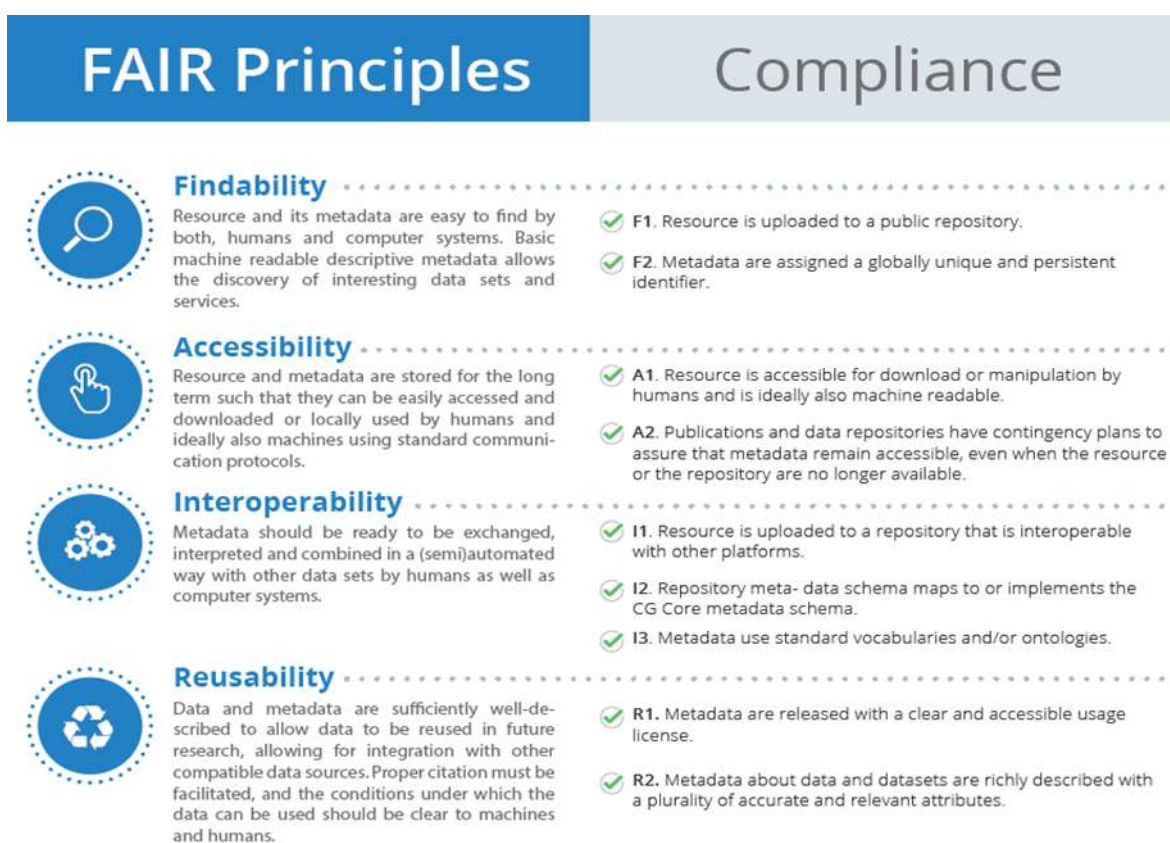 FAIR Principles
Compliance
Findability
Resource and its metadata are easy to find by
both, humans and computer systems. Basic
machine readable descriptive metadata allows
the discovery of interesting data sets and
services.
F1. Resource is uploaded to a public repository.
F2. Metadata are assigned a globally unique and persistent
identifier.
Accessibility
Resource and metadata are stored for the long
term such that they can be easily accessed and
downloaded or locally used by humans and
ideally also machines using standard communi-
cation protocols.
A1. Resource is accessible for download or manipulation by
humans and is ideally also machine readable.
A2. Publications and data repositories have contingency plans to
assure that metadata remain accessible, even when the resource
or the repository are no longer available.
Interoperability
Metadata should be ready to be exchanged,
interpreted and combined in a (semi)automated
way with other data sets by humans as well as
computer systems.
I1. Resource is uploaded to a repository that is interoperable
with other platforms.
I2. Repository meta- data schema maps to or implements the
CG Core metadata schema.
I3. Metadata use standard vocabularies and/or ontologies.
Reusability
Data and metadata are sufficiently well-de-
scribed to allow data to be reused in future
research, allowing for integration with other
compatible data sources. Proper citation must be
facilitated, and the conditions under which the
data can be used should be clear to machines
and humans.
R1. Metadata are released with a clear and accessible usage
license.
R2. Metadata about data and datasets are richly described with
a plurality of accurate and relevant attributes.